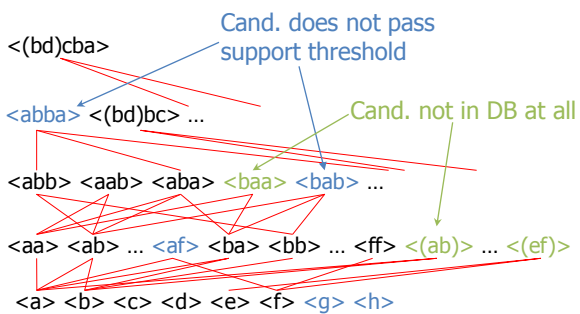 Cand. does not pass
support threshold
<(bd)cba>
<abba> <(bd)bc> ...
Cand. not in DB at all
<abb> <aab> <aba> <baa> <bab> ...
<aa> <ab> ... <af> <ba> <bb> ... <ff> <(ab)> ... <(ef)>
<a> <b> <c> <d> <e> <f> <g> <h>